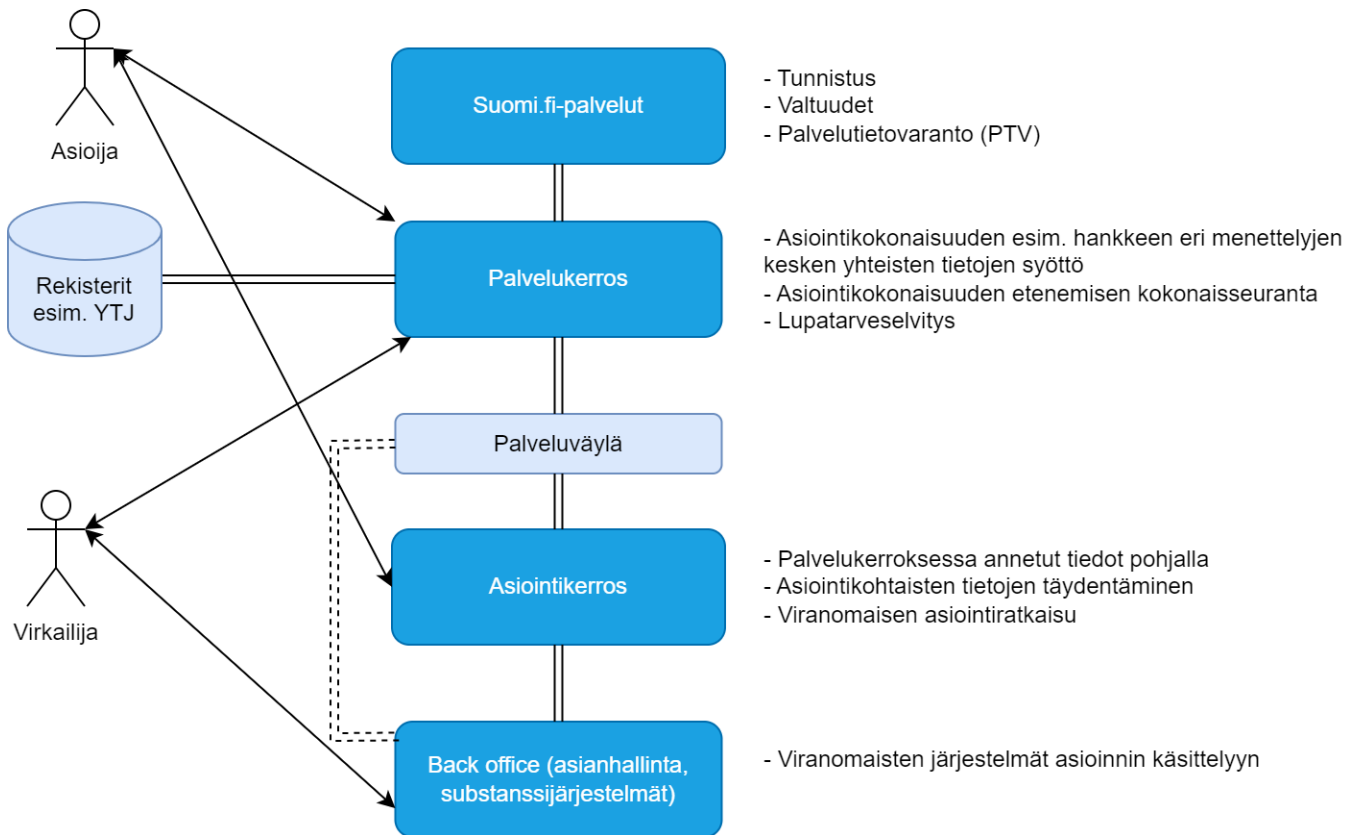 Asioija
Suomi.fi-palvelut
- Tunnistus
- Valtuudet
- Palvelutietovaranto (PTV)
Rekisterit
esim. YTJ
Palvelukerros
- Asiointikokonaisuuden esim. hankkeen eri menettelyjen
kesken yhteisten tietojen syöttö
- Asiointikokonaisuuden etenemisen kokonaisseuranta
- Lupatarveselvitys
Palveluväylä
Virkailija
Asiointikerros
- Palvelukerroksessa annetut tiedot pohjalla
- Asiointikohtaisten tietojen täydentäminen
- Viranomaisen asiointiratkaisu
Back office (asianhallinta,
substanssijärjestelmät)
- Viranomaisten järjestelmät asioinnin käsittelyyn